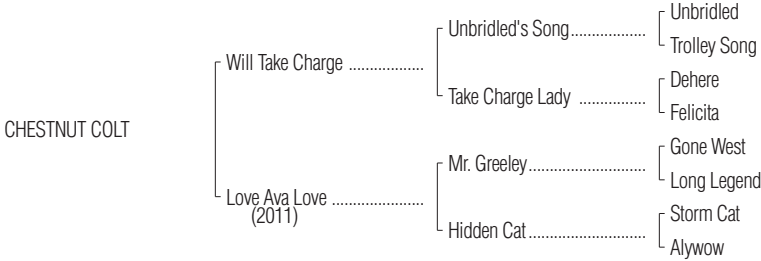 Unbridled
Unbridled's Song..................
Trolley Song
Will Take Charge ..................
Dehere
Take Charge Lady ................
Felicita
CHESTNUT COLT
Gone West
Mr. Greeley............................
Long Legend
Love Ava Love ......................
(2011)
Storm Cat
Hidden Cat............................
Alywow